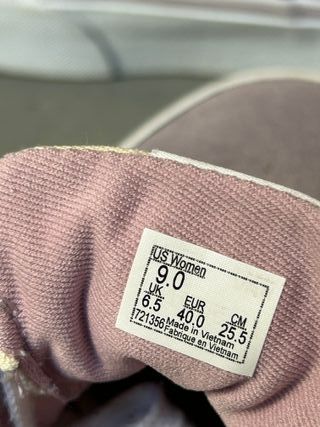 US Women
9.0
UK EUR CM
6.5 40.0 25.5
721356 Made in Vietnam
Fabrique en Vietnam